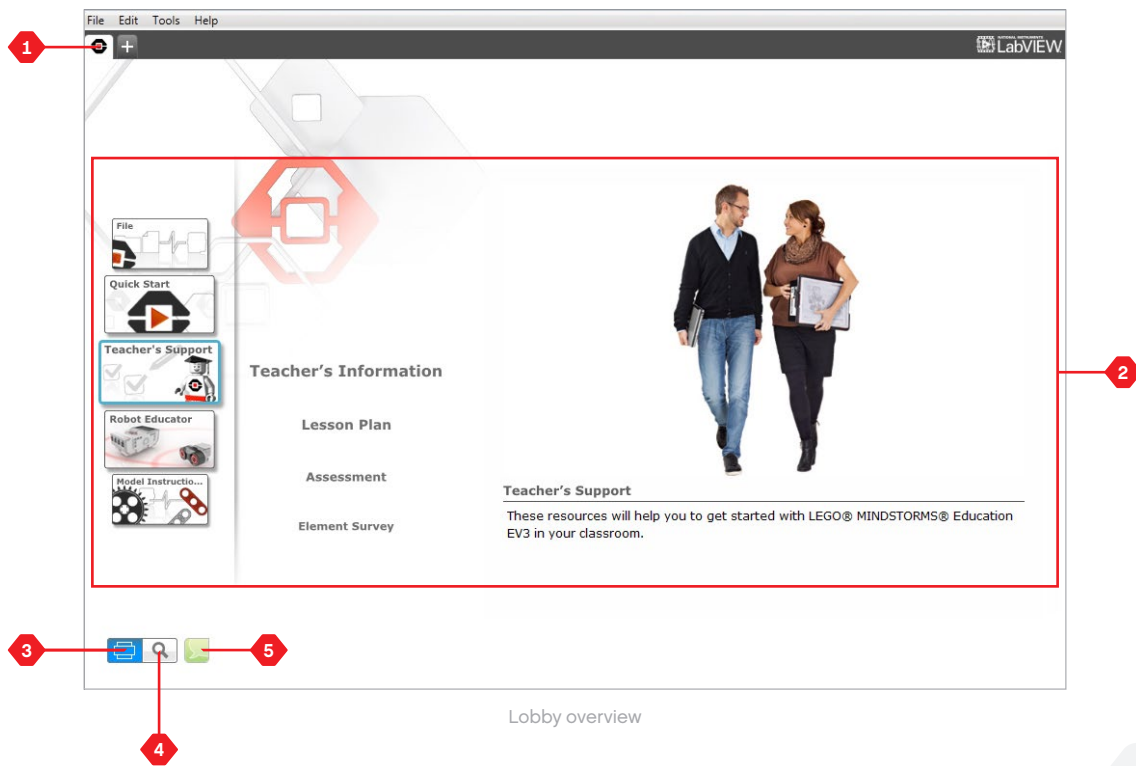 File Edit Tools Help
1
+
NATIONAL INSTRUMENTS
LabVIEW
File
Quick Start
Teacher's Support
Robot Educator
Model Instructio...
Teacher's Information
Lesson Plan
Assessment
Element Survey
2
Teacher's Support
These resources will help you to get started with LEGO® MINDSTORMS® Education
EV3 in your classroom.
3
5
4
Lobby overview